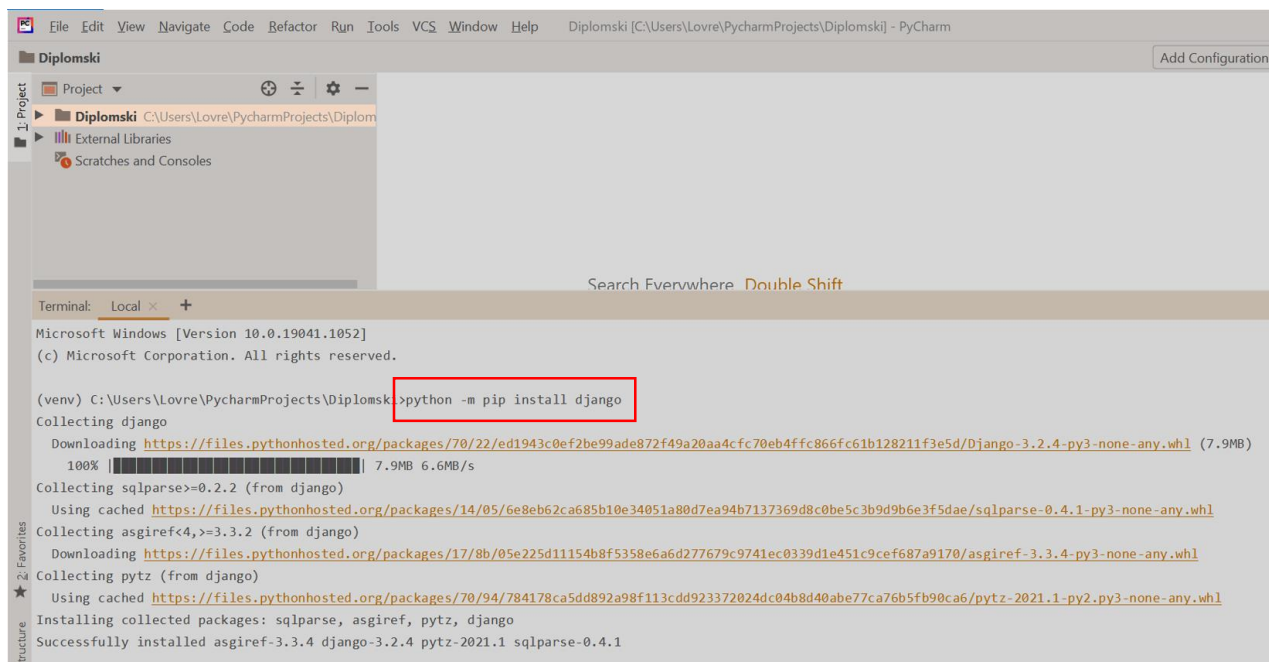 PC File Edit View Navigate Code Refactor Run Tools VCS Window Help Diplomski [C:\Users\Lovre\PycharmProjects\Diplomski] - PyCharm
Diplomski Add Configuration
1: Project
Project
Diplomski C:\Users\Lovre\PycharmProjects\Diplom
External Libraries
Scratches and Consoles
Search Everywhere Double Shift
Terminal: Local × +
Microsoft Windows [Version 10.0.19041.1052]
(c) Microsoft Corporation. All rights reserved.
(venv) C:\Users\Lovre\PycharmProjects\Diplomski>python -m pip install django
Collecting django
Downloading https://files.pythonhosted.org/packages/70/22/ed1943c0ef2be99ade872f49a20aa4cfc70eb4ffc866fc61b128211f3e5d/Django-3.2.4-py3-none-any.whl (7.9MB)
100% |████████████████████████████████| 7.9MB 6.6MB/s
Collecting sqlparse>=0.2.2 (from django)
Using cached https://files.pythonhosted.org/packages/14/05/6e8eb62ca685b10e34051a80d7ea94b7137369d8c0be5c3b9d9b6e3f5dae/sqlparse-0.4.1-py3-none-any.whl
Collecting asgiref<4,>=3.3.2 (from django)
Downloading https://files.pythonhosted.org/packages/17/8b/05e225d11154b8f5358e6a6d277679c9741ec0339d1e451c9cef687a9170/asgiref-3.3.4-py3-none-any.whl
Collecting pytz (from django)
Using cached https://files.pythonhosted.org/packages/70/94/784178ca5dd892a98f113cdd923372024dc04b8d40abe77ca76b5fb90ca6/pytz-2021.1-py2.py3-none-any.whl
Installing collected packages: sqlparse, asgiref, pytz, django
Successfully installed asgiref-3.3.4 django-3.2.4 pytz-2021.1 sqlparse-0.4.1
2: Favorites
tructure